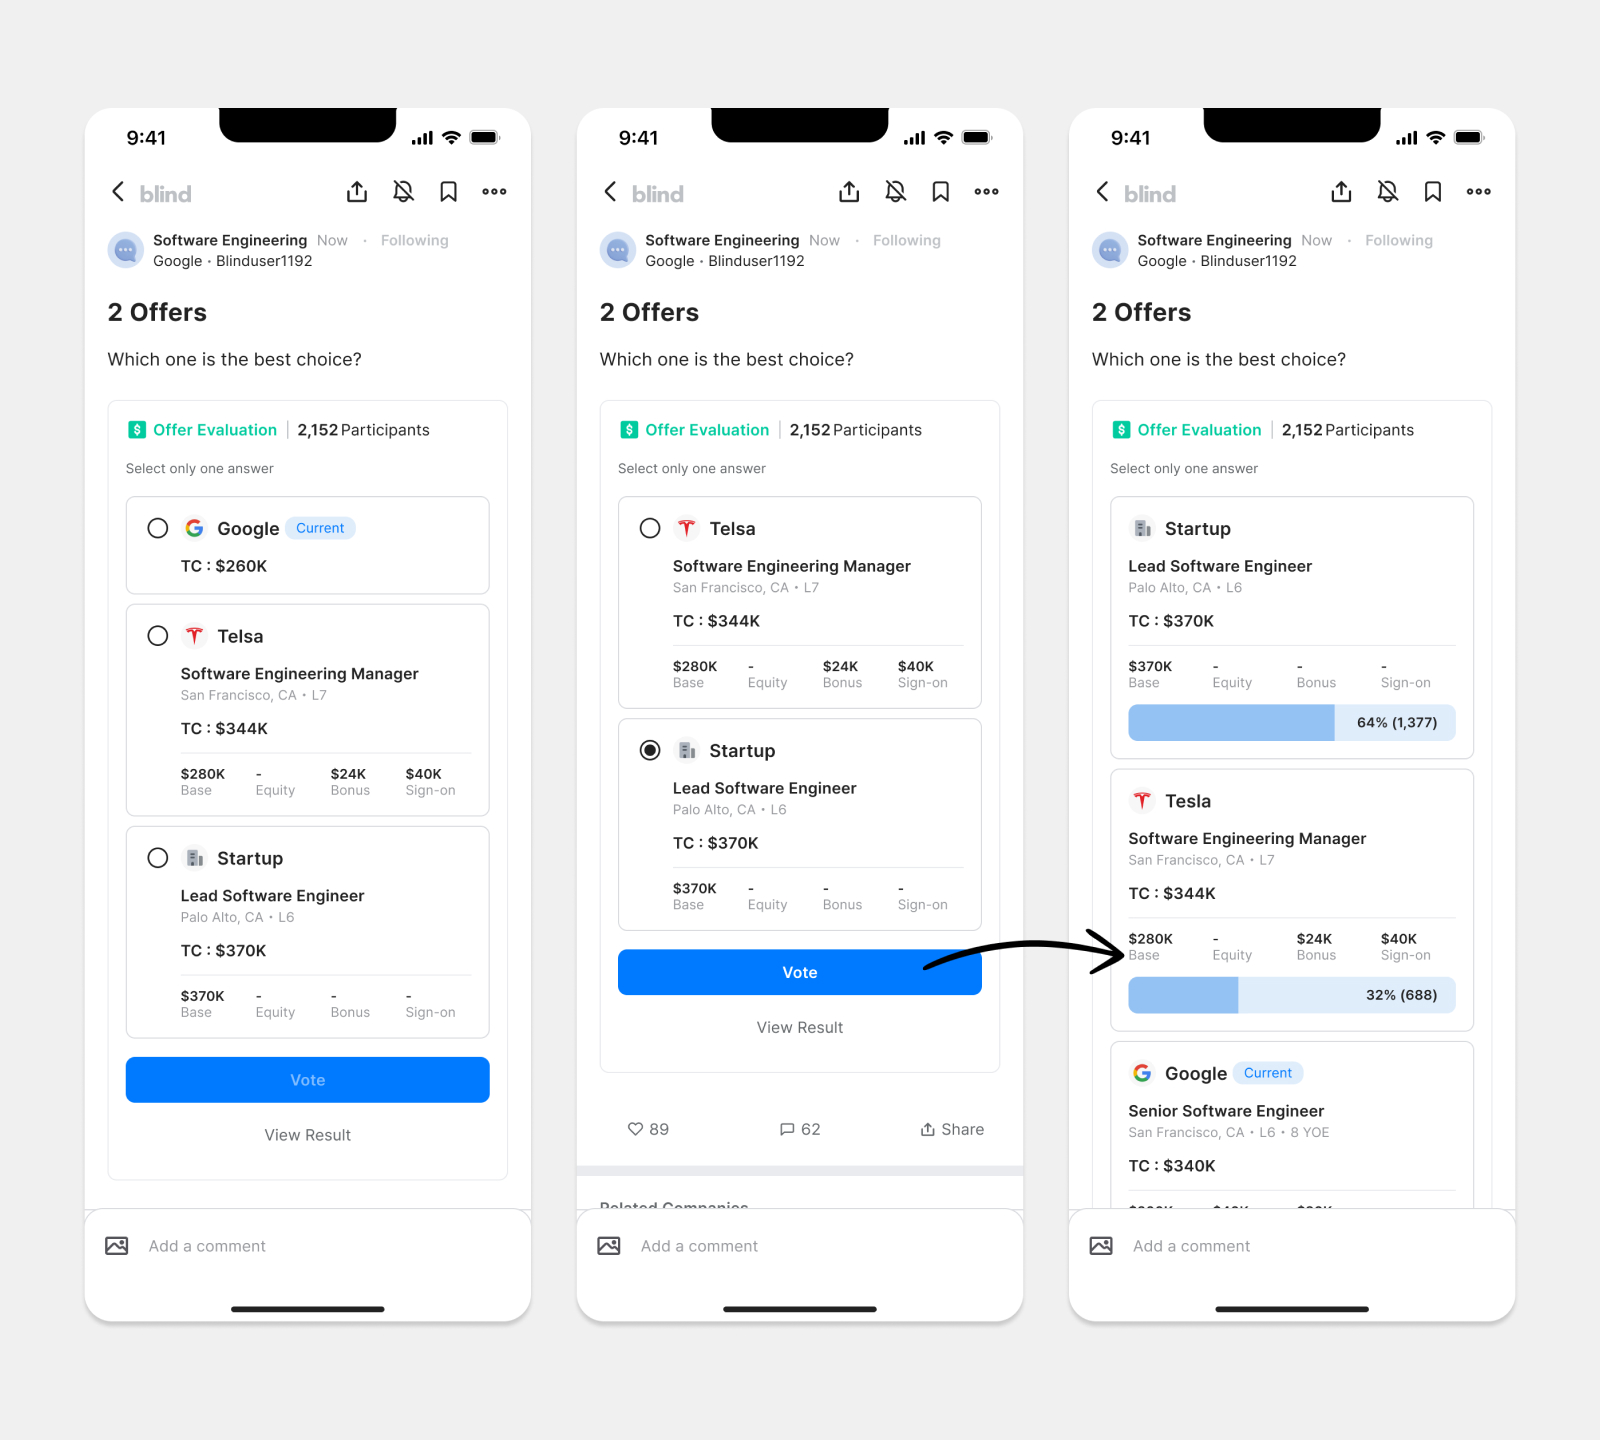 9:41
blind
Software Engineering Now · Following
Google • Blinduser1192
2 Offers
Which one is the best choice?
Offer Evaluation | 2,152 Participants
Select only one answer
Google Current
TC : $260K
Telsa
Software Engineering Manager
San Francisco, CA • L7
TC : $344K
$280K - $24K $40K
Base Equity Bonus Sign-on
Startup
Lead Software Engineer
Palo Alto, CA • L6
TC : $370K
$370K - - -
Base Equity Bonus Sign-on
Vote
View Result
Add a comment
9:41
blind
Software Engineering Now · Following
Google • Blinduser1192
2 Offers
Which one is the best choice?
Offer Evaluation | 2,152 Participants
Select only one answer
Telsa
Software Engineering Manager
San Francisco, CA • L7
TC : $344K
$280K - $24K $40K
Base Equity Bonus Sign-on
Startup
Lead Software Engineer
Palo Alto, CA • L6
TC : $370K
$370K - - -
Base Equity Bonus Sign-on
Vote
View Result
89 62 Share
Related Companies
Add a comment
9:41
blind
Software Engineering Now · Following
Google • Blinduser1192
2 Offers
Which one is the best choice?
Offer Evaluation | 2,152 Participants
Select only one answer
Startup
Lead Software Engineer
Palo Alto, CA • L6
TC : $370K
$370K - - -
Base Equity Bonus Sign-on
64% (1,377)
Tesla
Software Engineering Manager
San Francisco, CA • L7
TC : $344K
$280K - $24K $40K
Base Equity Bonus Sign-on
32% (688)
Google Current
Senior Software Engineer
San Francisco, CA • L6 • 8 YOE
TC : $340K
Add a comment